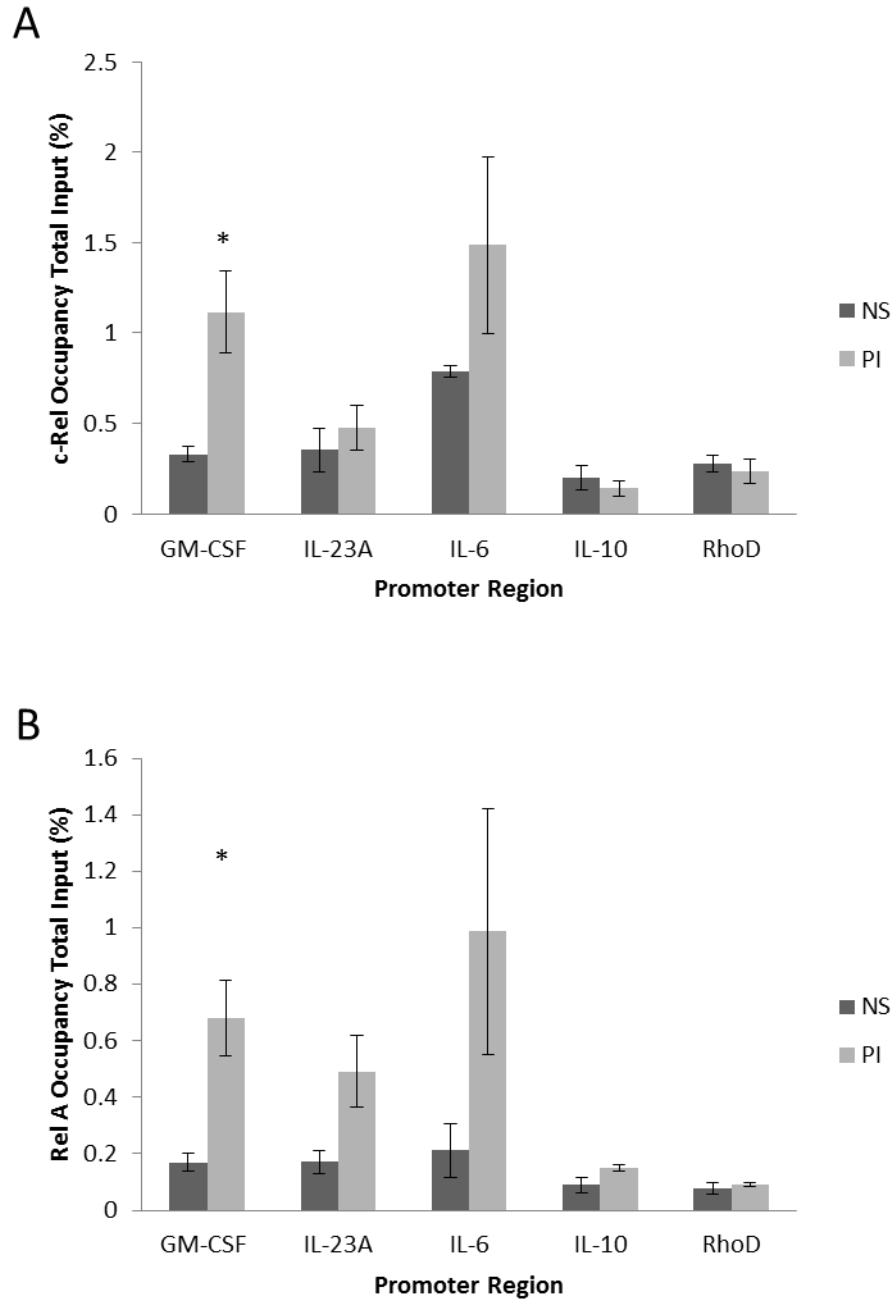 A
c-Rel Occupancy Total Input (%)
2.5
2
1.5
1
0.5
0
*
GM-CSF IL-23A IL-6 IL-10 RhoD
Promoter Region
NS
PI
B
Rel A Occupancy Total Input (%)
1.6
1.4
1.2
1
0.8
0.6
0.4
0.2
0
*
GM-CSF IL-23A IL-6 IL-10 RhoD
Promoter Region
NS
PI